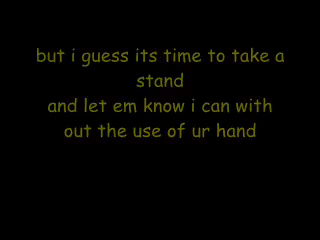 but i guess its time to take a
stand
and let em know i can with
out the use of ur hand